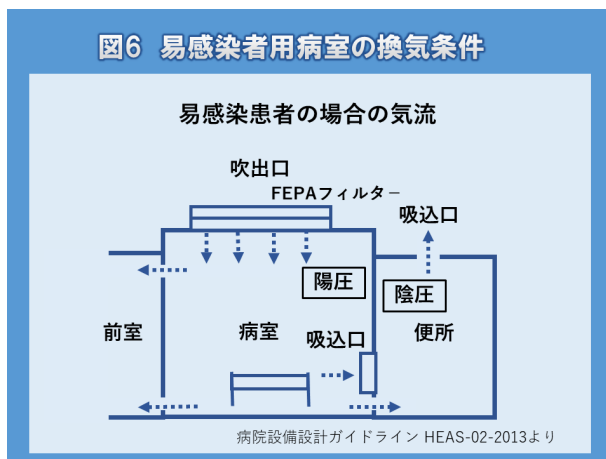 図6 易感染者用病室の換気条件
易感染患者の場合の気流
吹出口
FEPAフィルター
吸込口
陽圧
陰圧
前室
病室
吸込口
便所
病院設備設計ガイドライン HEAS-02-2013より